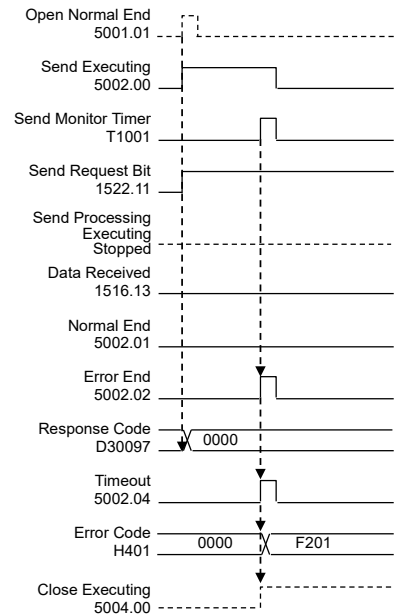 Open Normal End
5001.01
Send Executing
5002.00
Send Monitor Timer
T1001
Send Request Bit
1522.11
Send Processing
Executing
Stopped
Data Received
1516.13
Normal End
5002.01
Error End
5002.02
Response Code
D30097
0000
Timeout
5002.04
Error Code
H401
0000
F201
Close Executing
5004.00